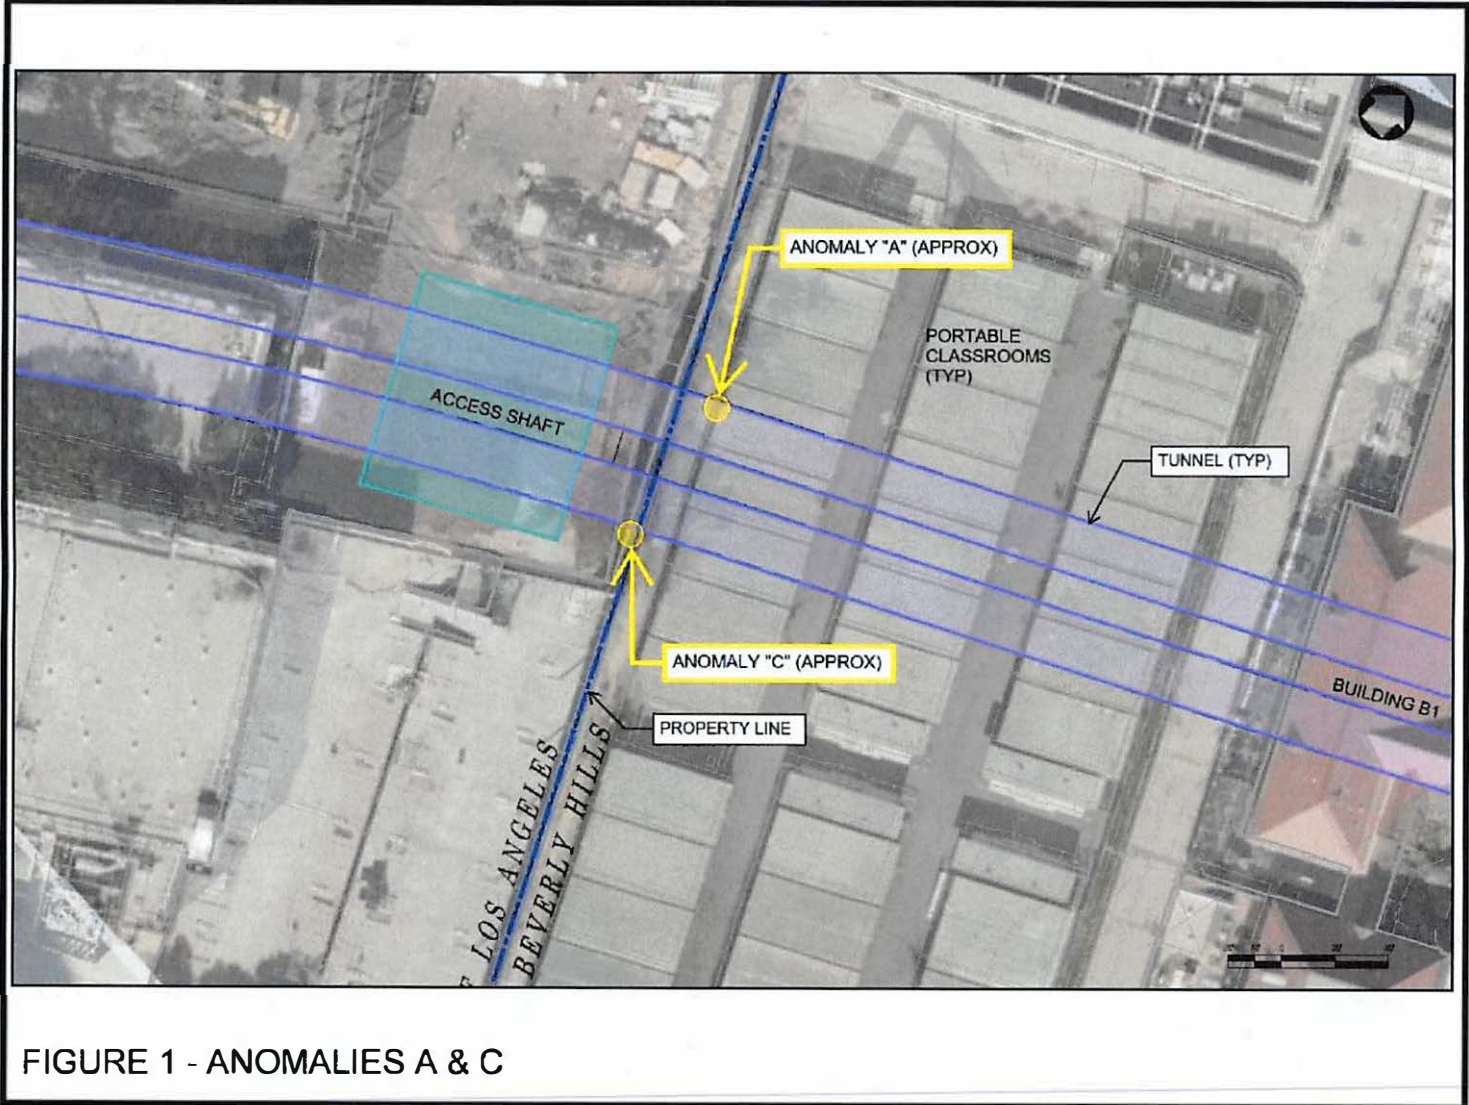 ANOMALY "A" (APPROX)
PORTABLE
CLASSROOMS
(TYP)
ACCESS SHAFT
TUNNEL (TYP)
ANOMALY "C" (APPROX)
BUILDING B1
PROPERTY LINE
LOS ANGELES
BEVERLY HILLS
FIGURE 1 - ANOMALIES A & C